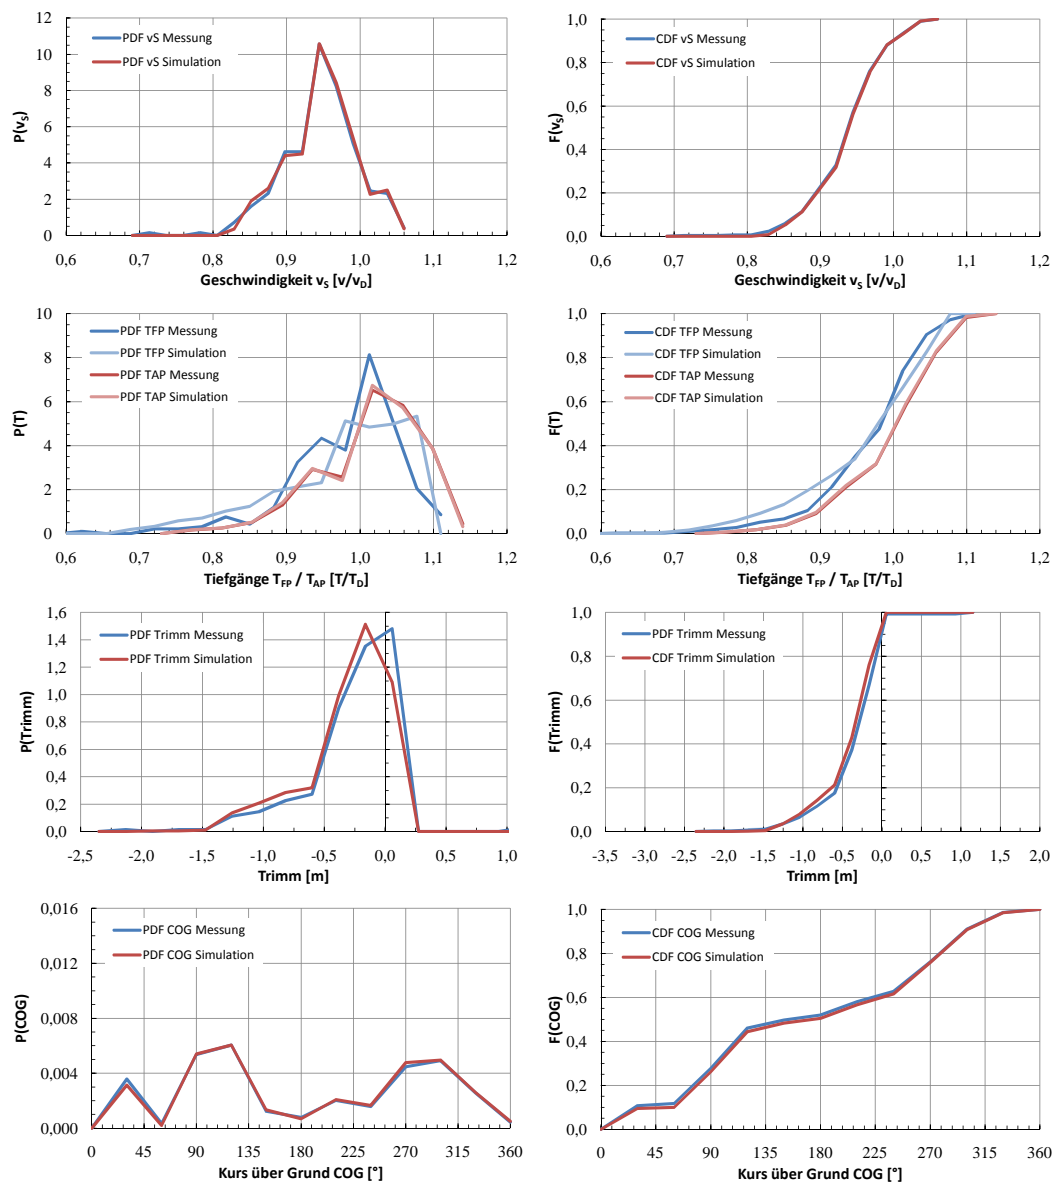 12
10
8
6
4
2
0
P(vS)
PDF vS Messung
PDF vS Simulation
0,6 0,7 0,8 0,9 1,0 1,1 1,2
Geschwindigkeit vS [v/vD]
1,0
0,8
0,6
0,4
0,2
0,0
F(vS)
CDF vS Messung
CDF vS Simulation
0,6 0,7 0,8 0,9 1,0 1,1 1,2
Geschwindigkeit vS [v/vD]
10
8
6
4
2
0
P(T)
PDF TFP Messung
PDF TFP Simulation
PDF TAP Messung
PDF TAP Simulation
0,6 0,7 0,8 0,9 1,0 1,1 1,2
Tiefgänge TFP / TAP [T/TD]
1,0
0,8
0,6
0,4
0,2
0,0
F(T)
CDF TFP Messung
CDF TFP Simulation
CDF TAP Messung
CDF TAP Simulation
0,6 0,7 0,8 0,9 1,0 1,1 1,2
Tiefgänge TFP / TAP [T/TD]
1,6
1,4
1,2
1,0
0,8
0,6
0,4
0,2
0,0
P(Trimm)
PDF Trimm Messung
PDF Trimm Simulation
-2,5 -2,0 -1,5 -1,0 -0,5 0,0 0,5 1,0
Trimm [m]
1,0
0,8
0,6
0,4
0,2
0,0
F(Trimm)
CDF Trimm Messung
CDF Trimm Simulation
-3,5 -3,0 -2,5 -2,0 -1,5 -1,0 -0,5 0,0 0,5 1,0 1,5 2,0
Trimm [m]
0,016
0,012
0,008
0,004
0,000
P(COG)
PDF COG Messung
PDF COG Simulation
0 45 90 135 180 225 270 315 360
Kurs über Grund COG [°]
1,0
0,8
0,6
0,4
0,2
0,0
F(COG)
CDF COG Messung
CDF COG Simulation
0 45 90 135 180 225 270 315 360
Kurs über Grund COG [°]